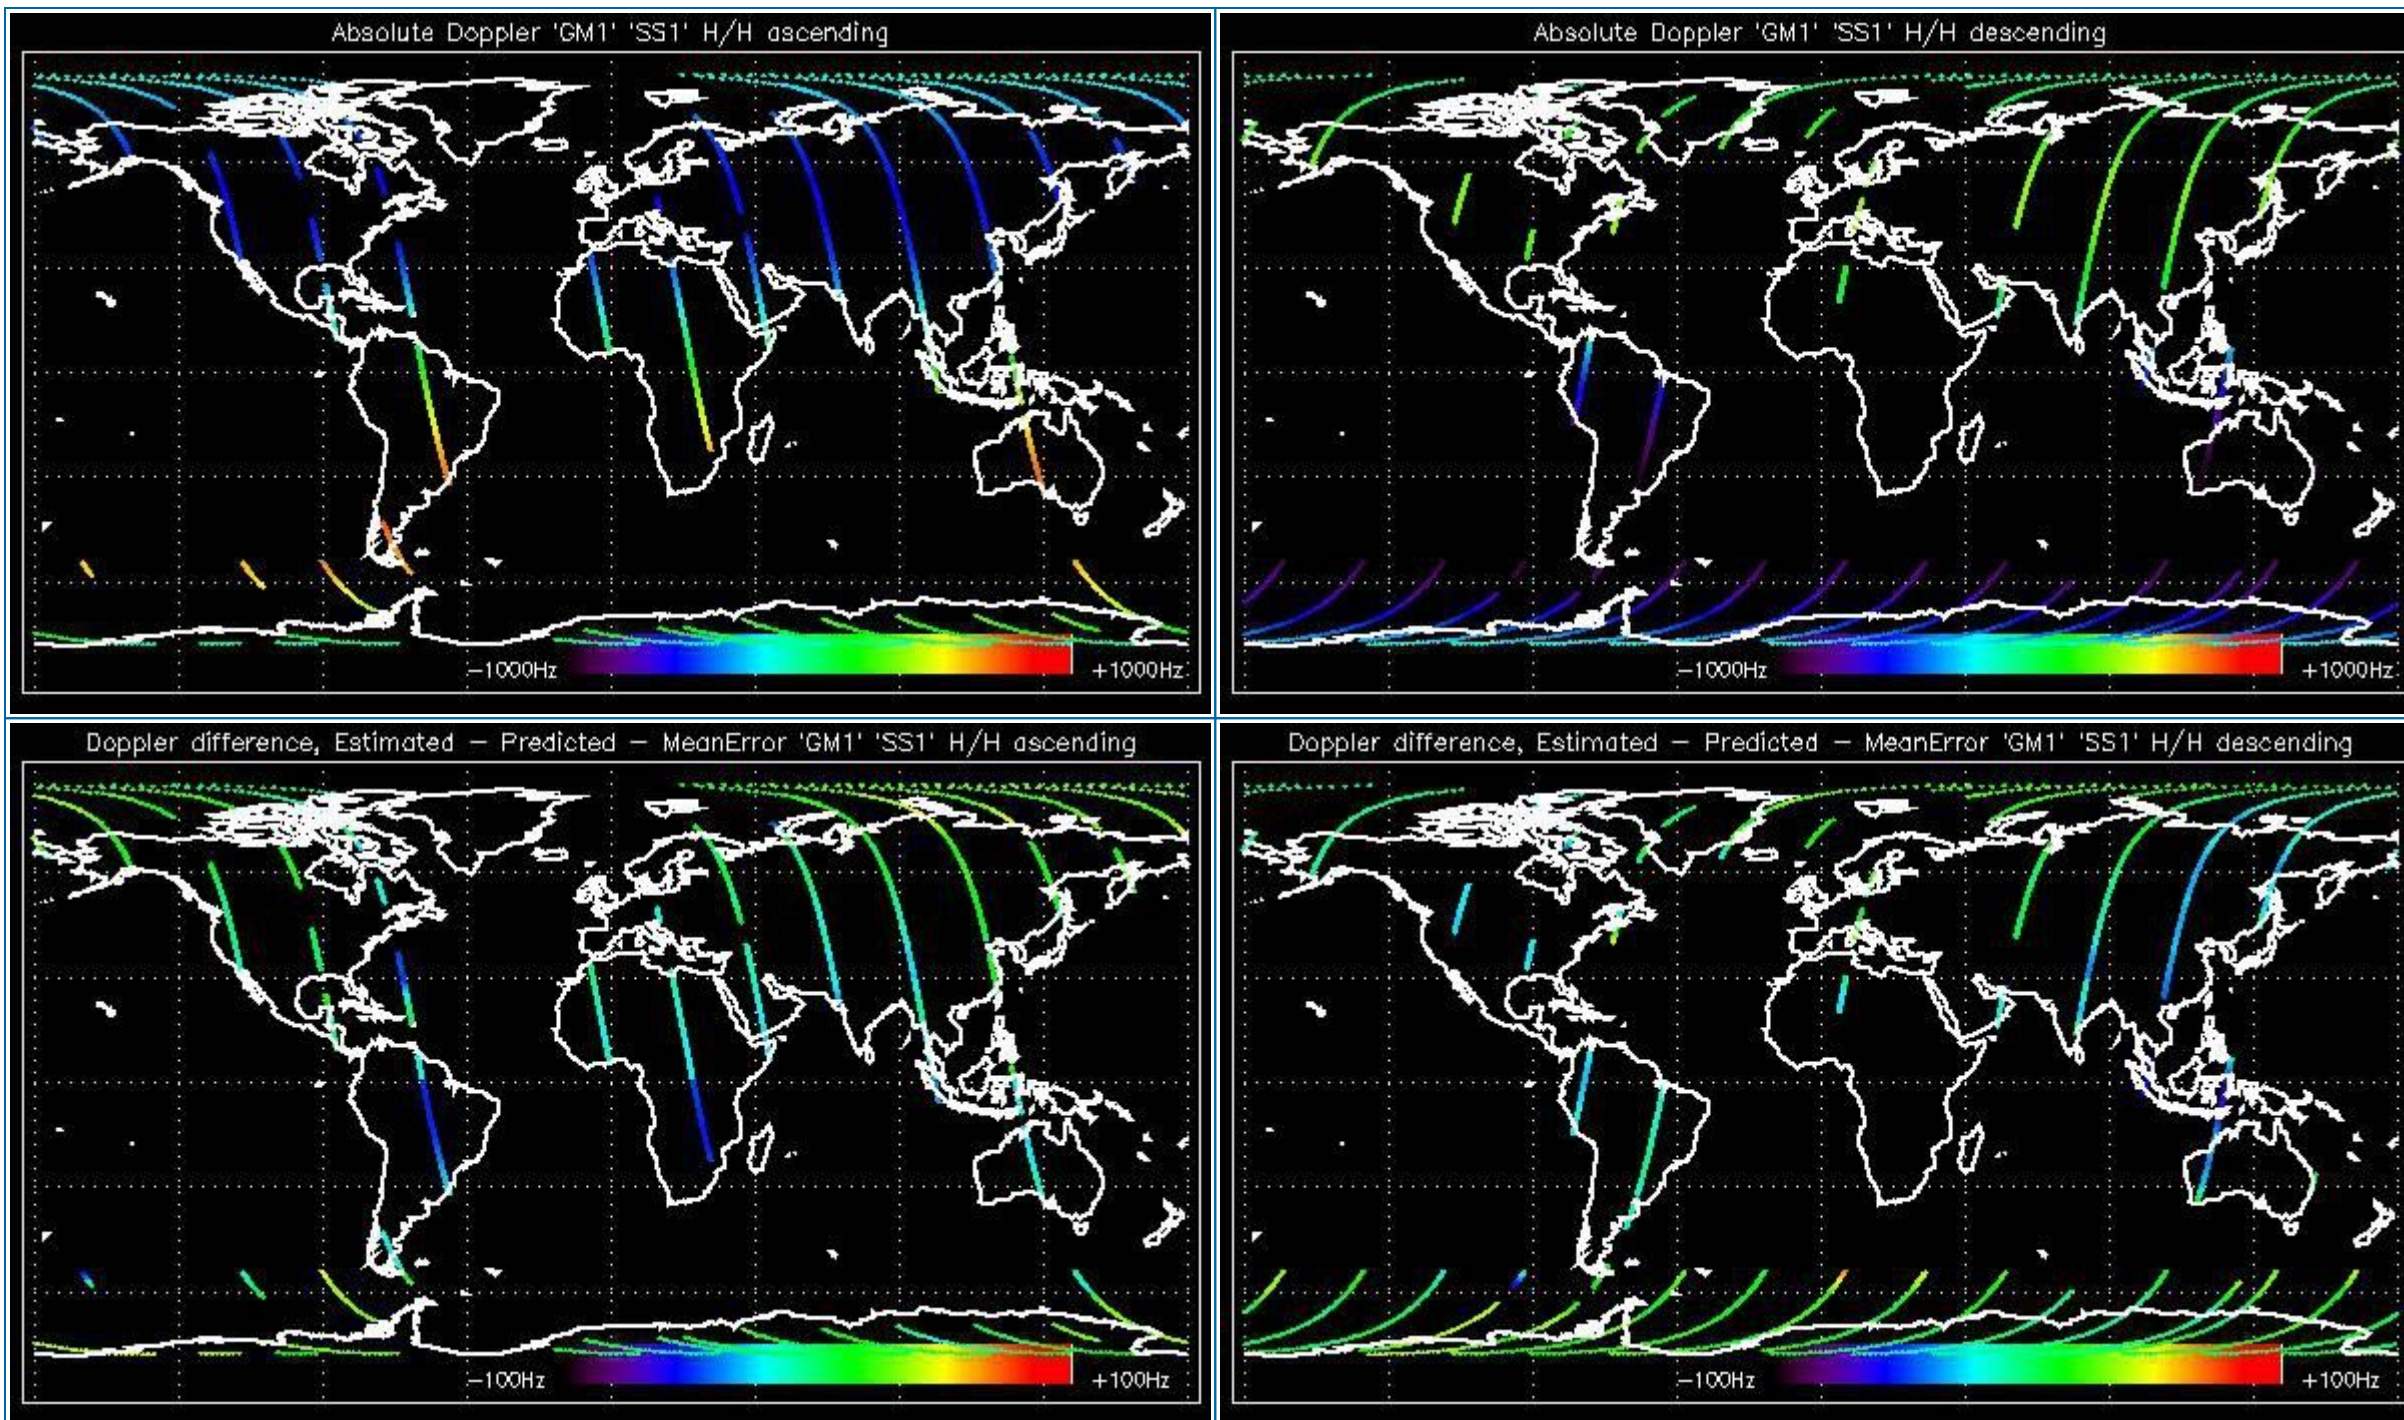 Absolute Doppler 'GM1' 'SS1' H/H ascending
−1000Hz
+1000Hz
Absolute Doppler 'GM1' 'SS1' H/H descending
−1000Hz
+1000Hz
Doppler difference, Estimated − Predicted − MeanError 'GM1' 'SS1' H/H ascending
−100Hz
+100Hz
Doppler difference, Estimated − Predicted − MeanError 'GM1' 'SS1' H/H descending
−100Hz
+100Hz